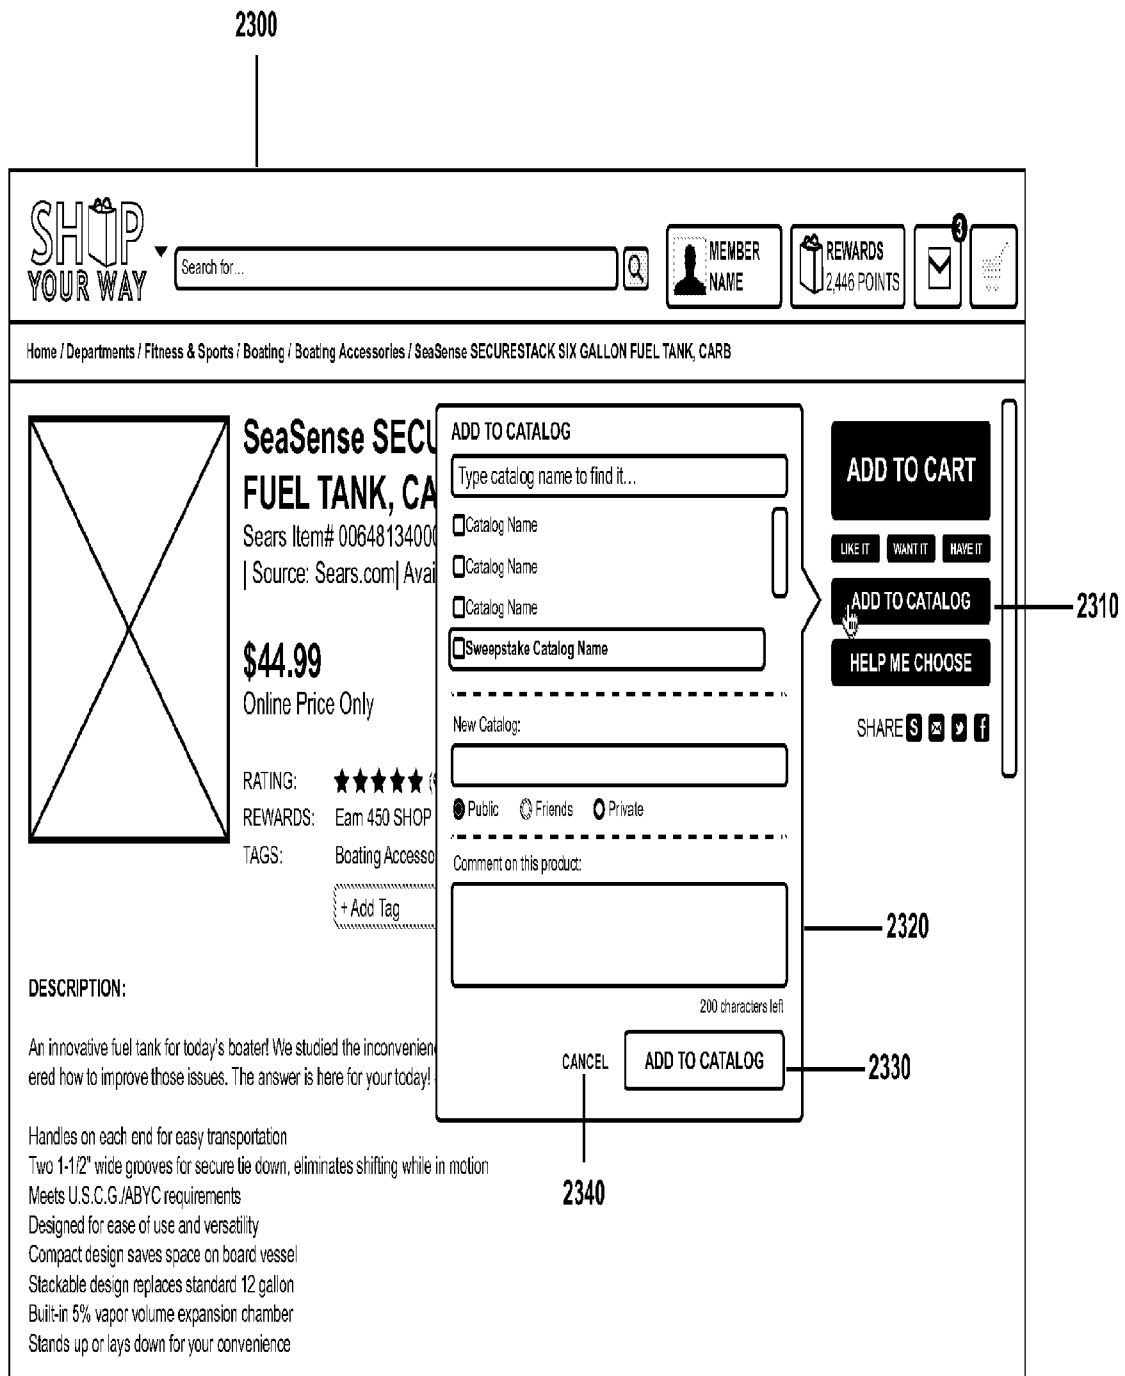 2300
SHOP
YOUR WAY
Search for...
MEMBER
NAME
REWARDS
2,446 POINTS
3
Home / Departments / Fitness & Sports / Boating / Boating Accessories / SeaSense SECURESTACK SIX GALLON FUEL TANK, CARB
SeaSense SECU
FUEL TANK, CA
Sears Item# 0064813400
| Source: Sears.com| Avai
$44.99
Online Price Only
RATING:
REWARDS: Earn 450 SHOP
TAGS: Boating Accesso
+ Add Tag
ADD TO CATALOG
Type catalog name to find it...
Catalog Name
Catalog Name
Catalog Name
Sweepstake Catalog Name
New Catalog:
Public Friends Private
Comment on this product:
200 characters left
CANCEL ADD TO CATALOG
ADD TO CART
LIKE IT WANT IT HAVE IT
ADD TO CATALOG
HELP ME CHOOSE
SHARE S f
2310
2320
2330
2340
DESCRIPTION:
An innovative fuel tank for today's boater! We studied the inconvenien
ered how to improve those issues. The answer is here for your today!
Handles on each end for easy transportation
Two 1-1/2" wide grooves for secure tie down, eliminates shifting while in motion
Meets U.S.C.G./ABYC requirements
Designed for ease of use and versatility
Compact design saves space on board vessel
Stackable design replaces standard 12 gallon
Built-in 5% vapor volume expansion chamber
Stands up or lays down for your convenience